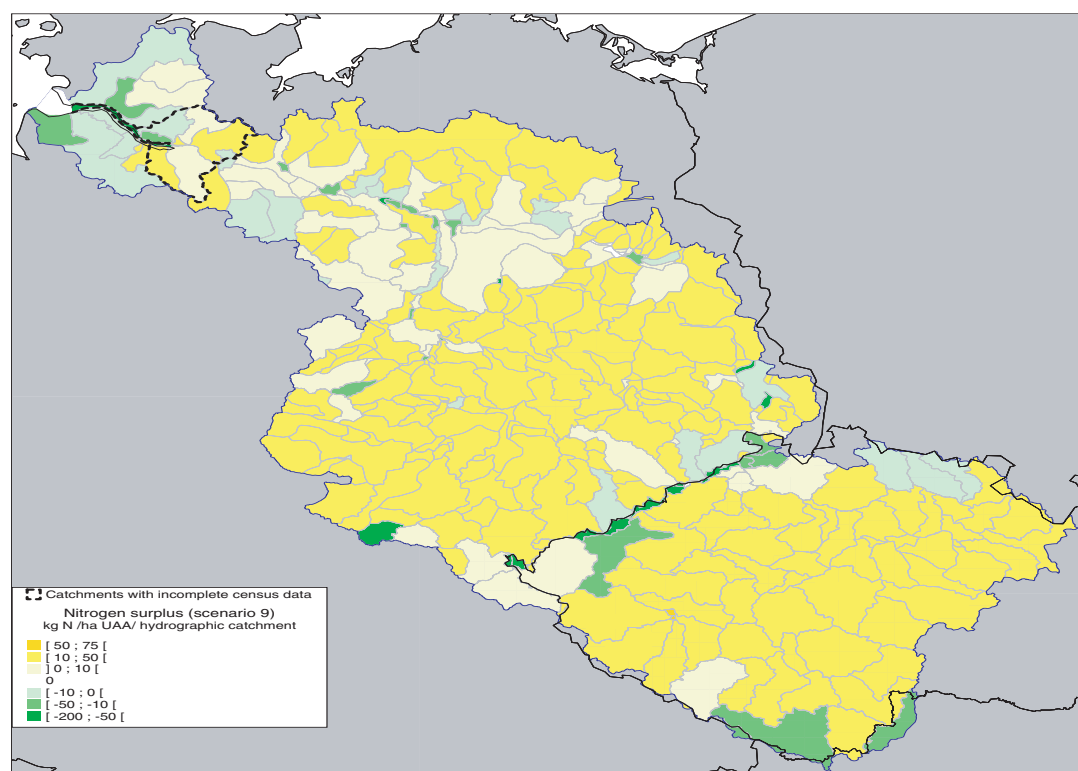 Catchments with incomplete census data
Nitrogen surplus (scenario 9)
kg N /ha UAA/ hydrographic catchment
[ 50 ; 75 [
[ 10 ; 50 [
] 0 ; 10 [
0
[ -10 ; 0 [
[ -50 ; -10 [
[ -200 ; -50 [